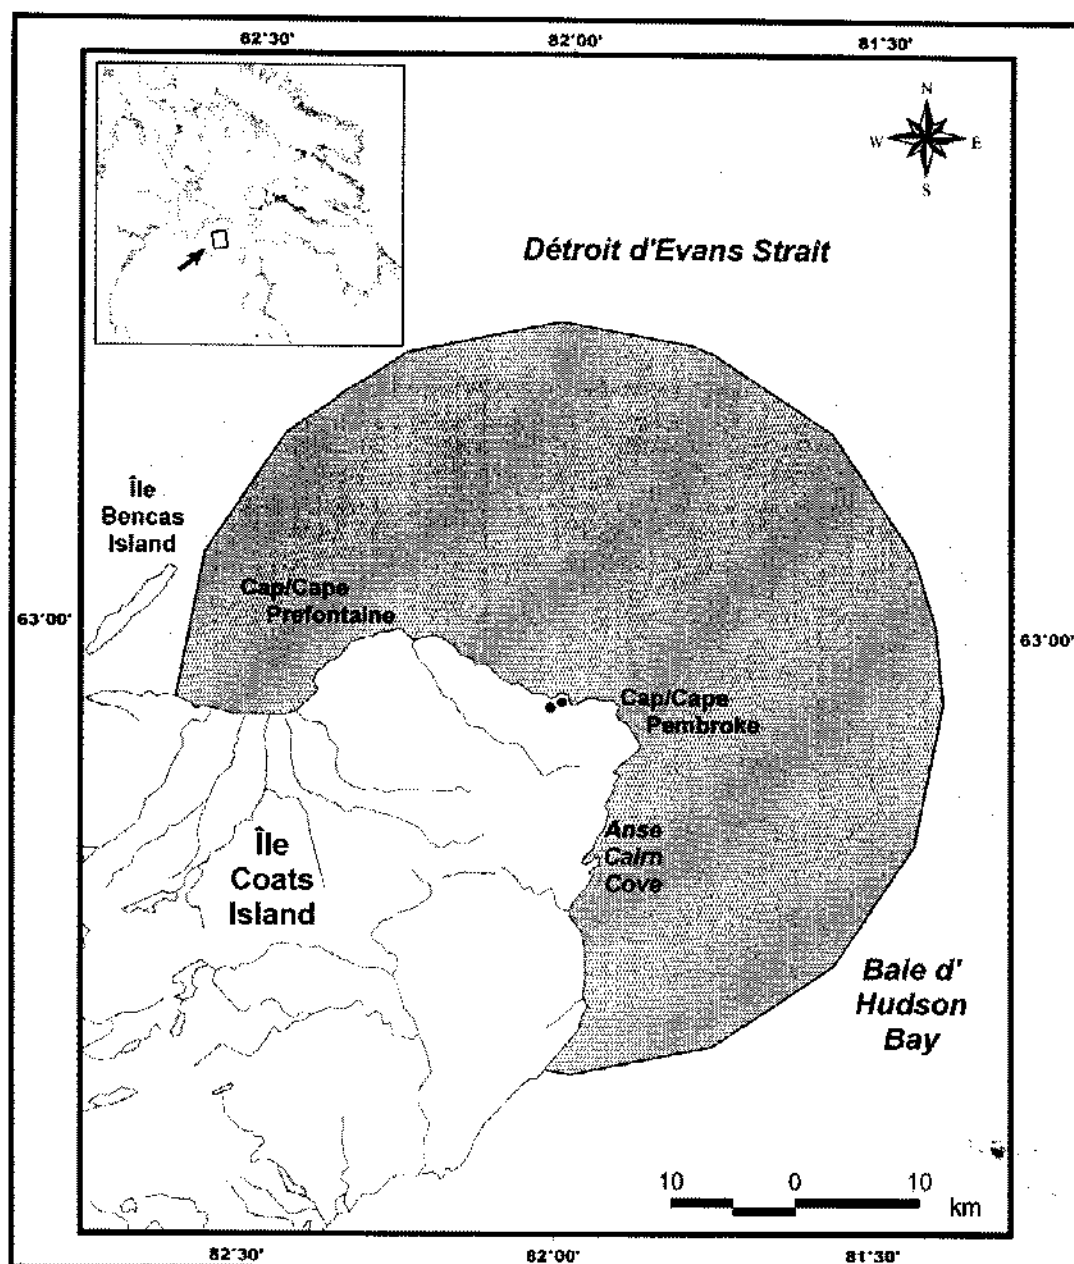 82°30' 82°00' 81°30'
N
W E
S
Détroit d'Evans Strait
Île
Bencas
Island
Cap/Cape
Prefontaine
63°00' 63°00'
Cap/Cape
Pembroke
Anse
Cairn
Cove
Île
Coats
Island
Baie d'
Hudson
Bay
10 0 10
km
82°30' 82°00' 81°30'